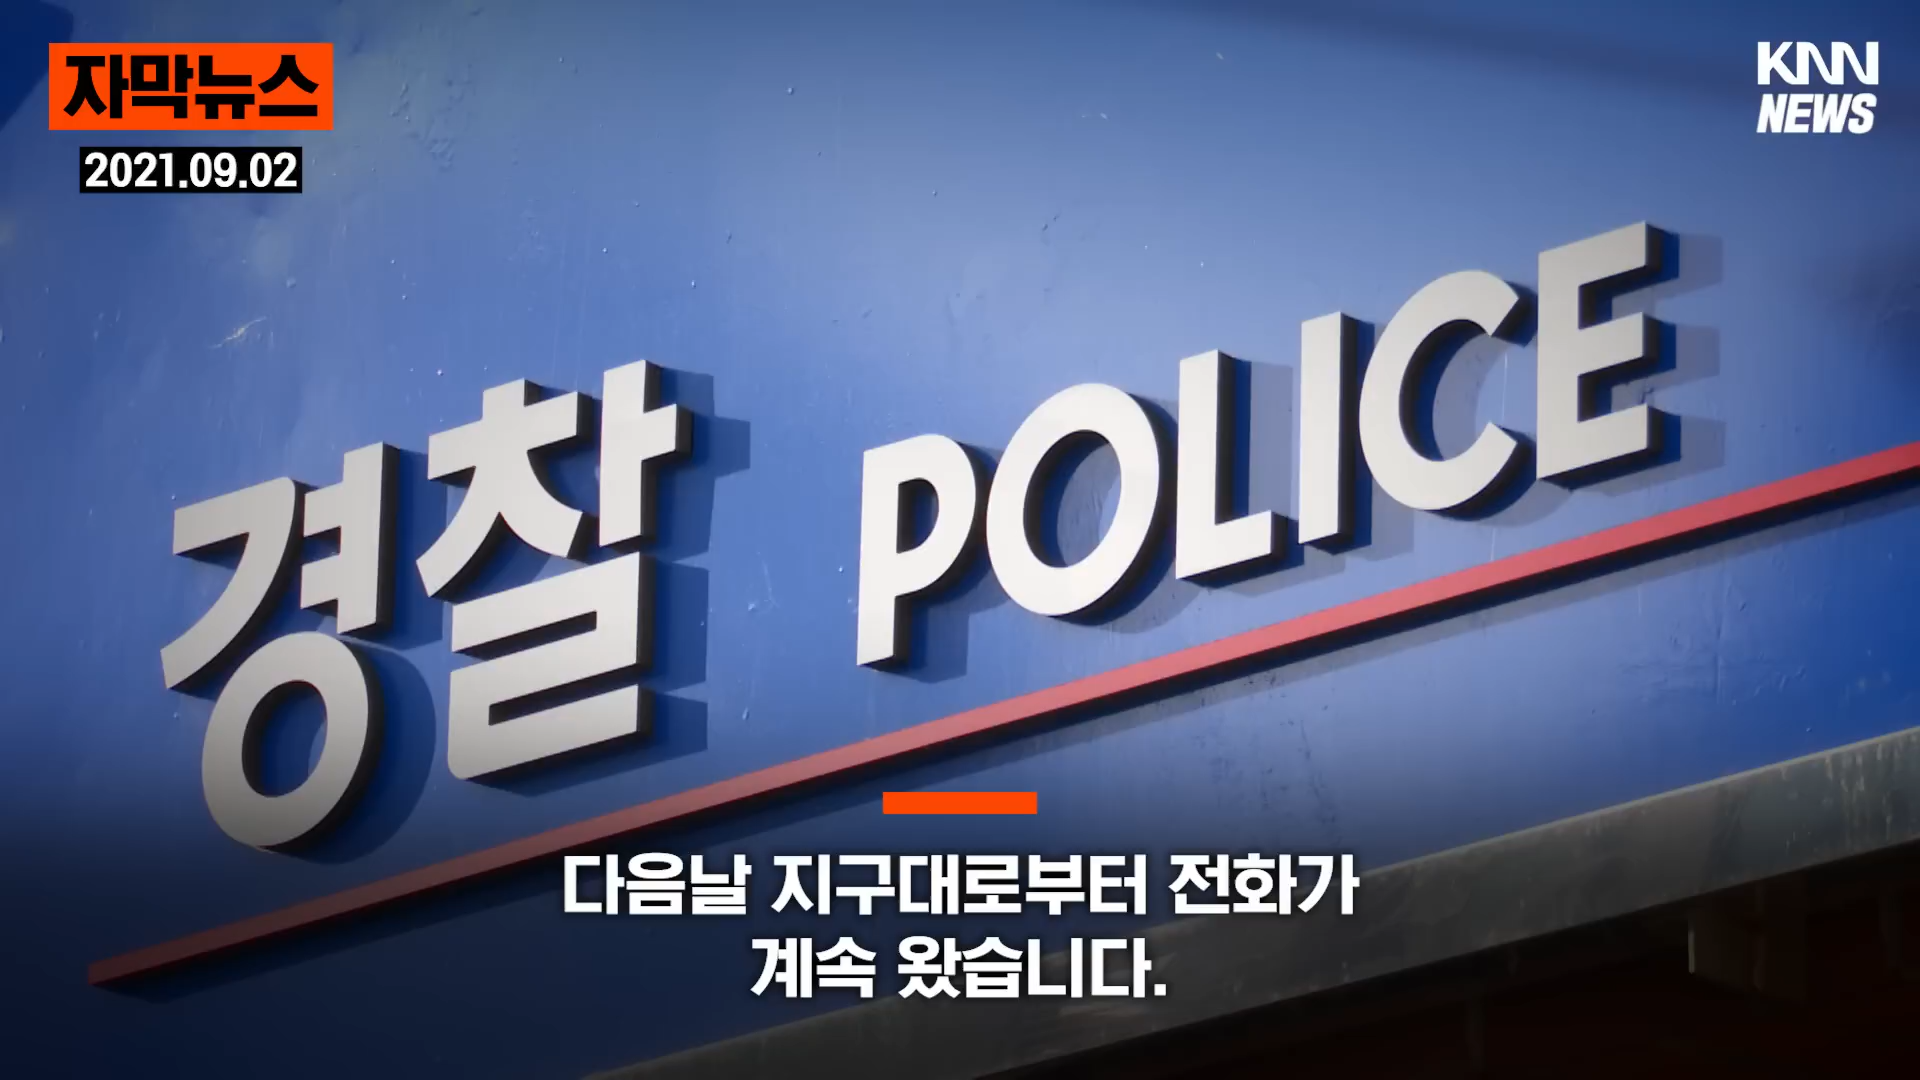 자막뉴스
2021.09.02
KNN
NEWS
경찰 POLICE
다음날 지구대로부터 전화가
계속 왔습니다.